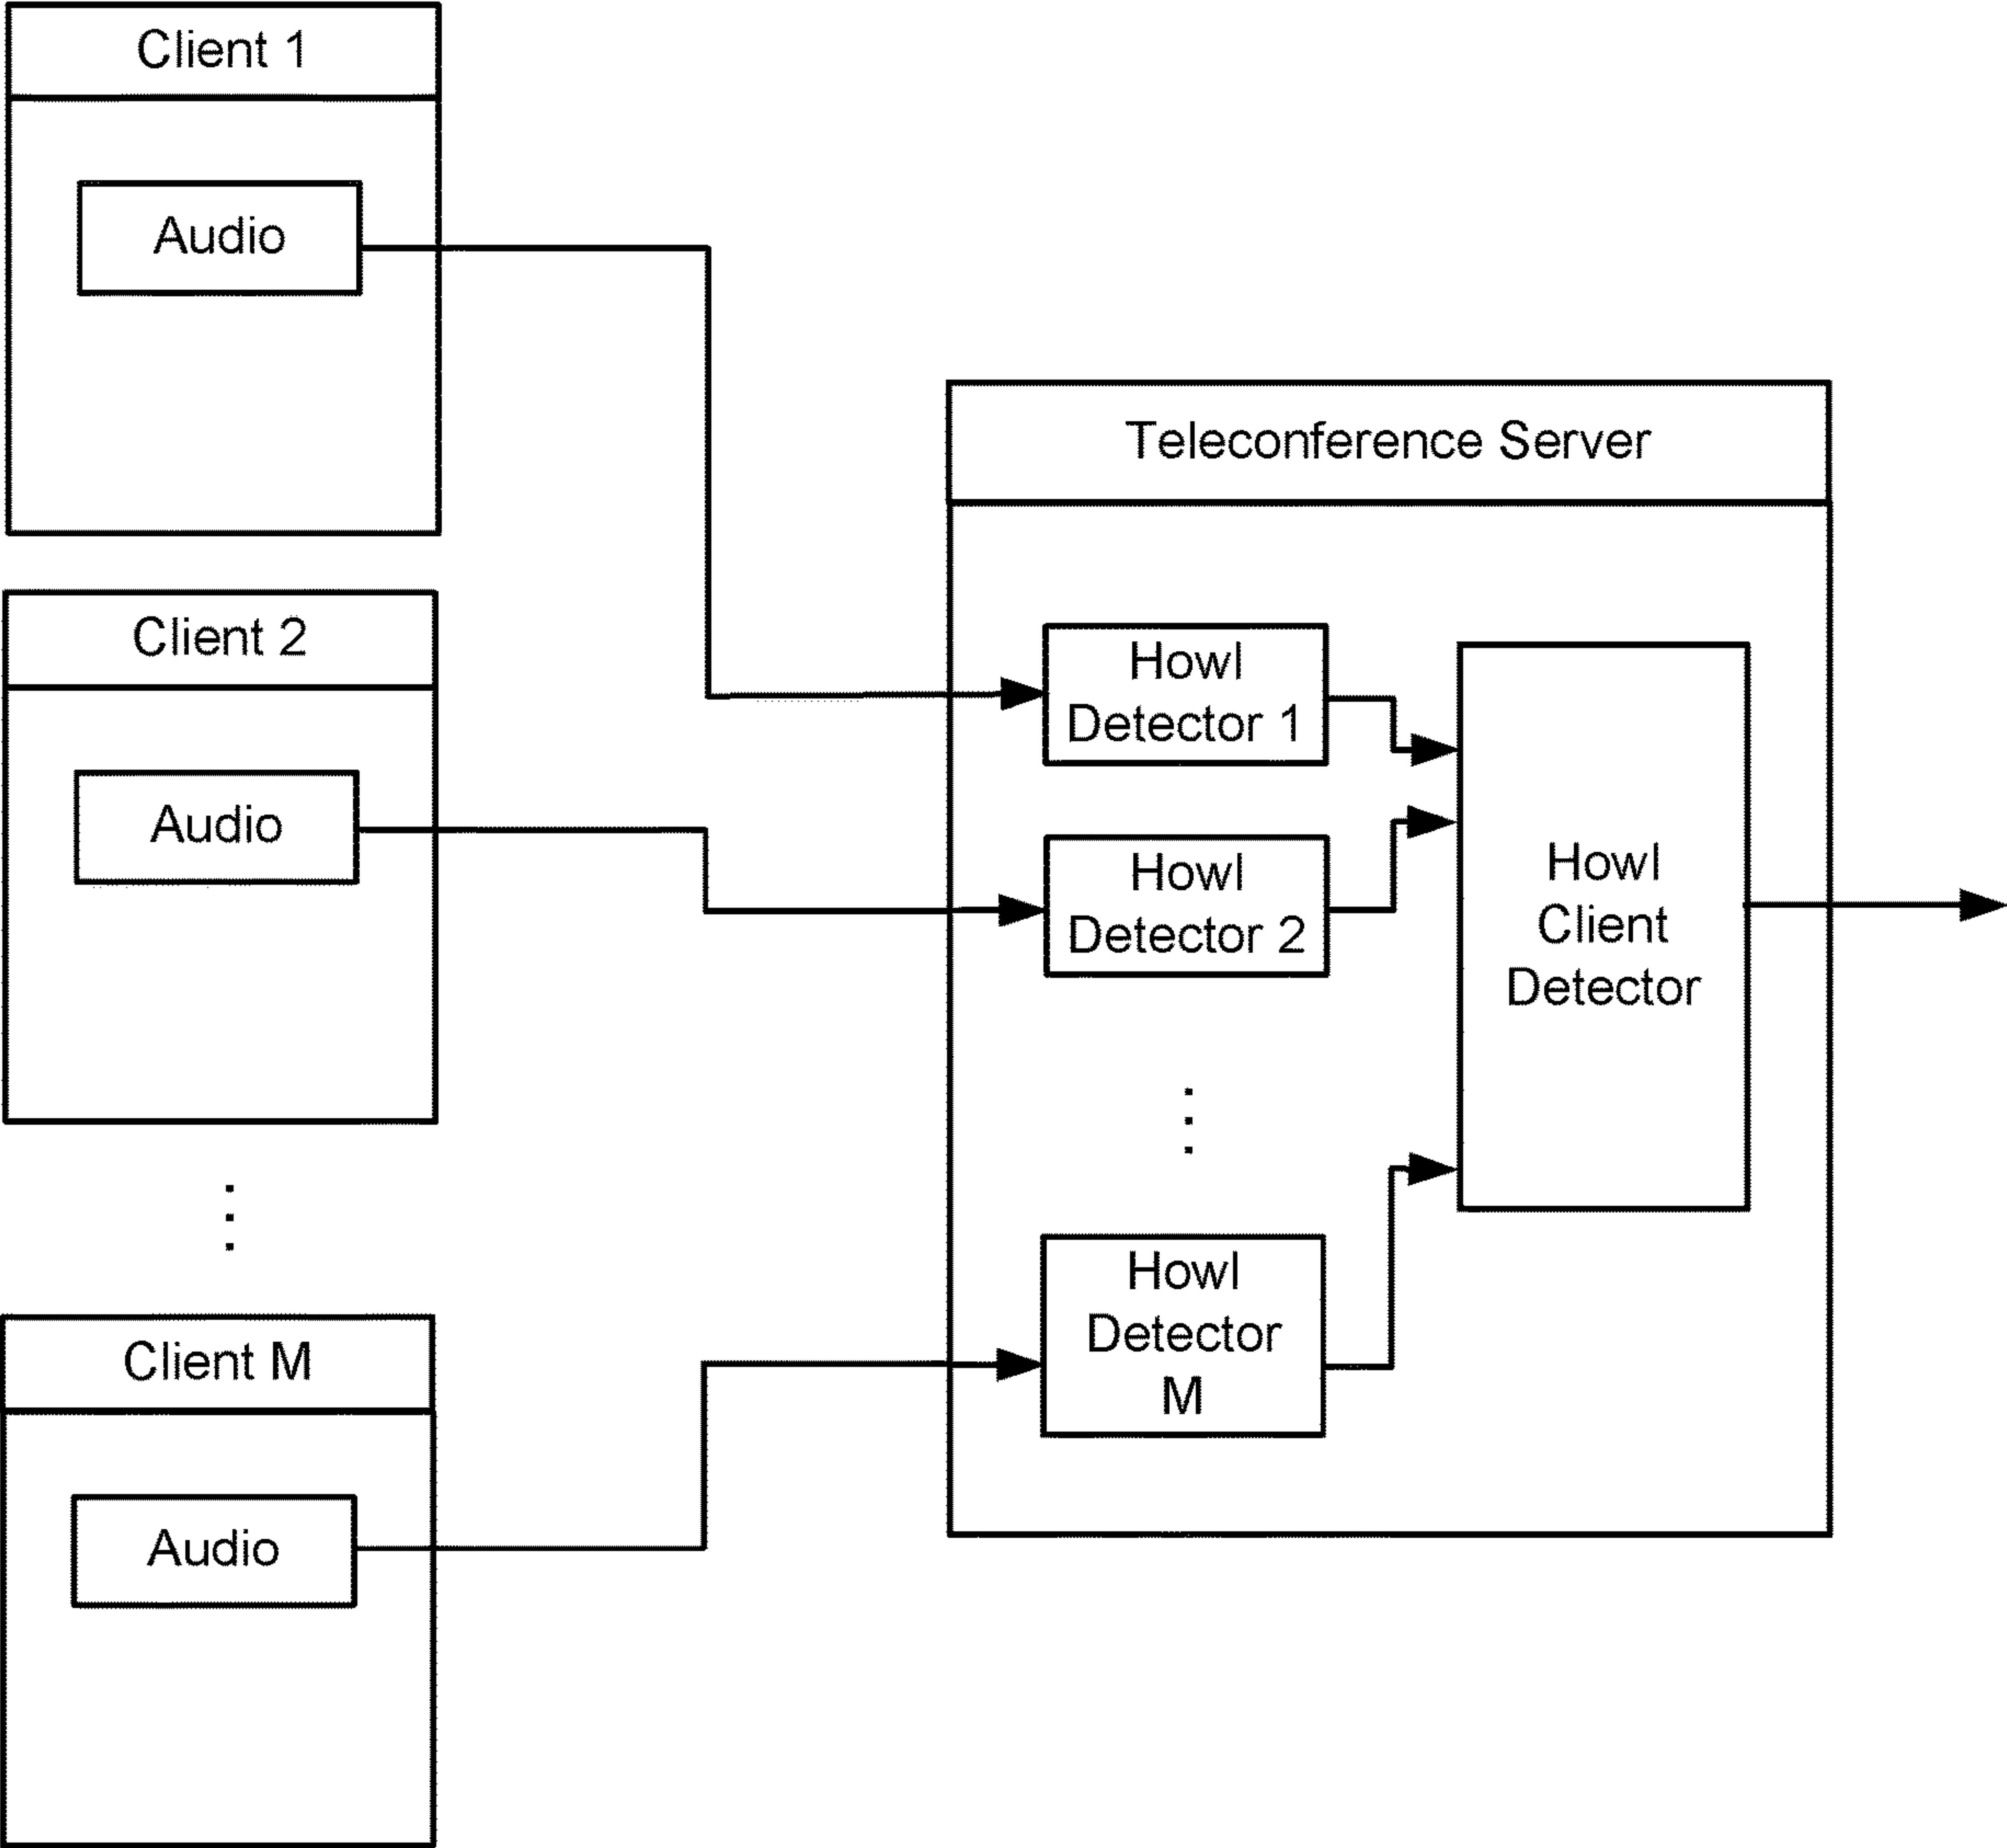 Client 1
Audio
Client 2
Audio
Client M
Audio
Teleconference Server
Howl
Detector 1
Howl
Detector 2
Howl
Detector
M
Howl
Client
Detector